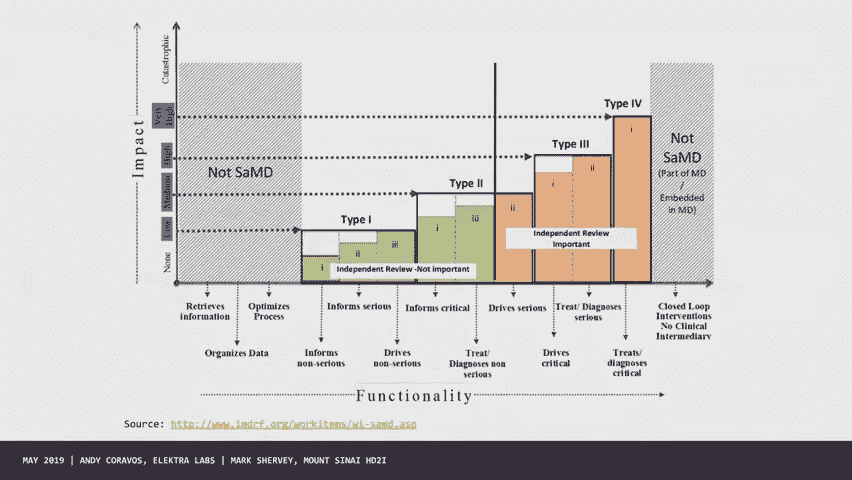 Impact
Catastrophic
Very High
High
Medium
Low
None
Not SaMD
Type I
Type II
Type III
Type IV
i
ii
iii
i
iii
ii
i
ii
i
Independent Review -Not important
Independent Review
Important
Not
SaMD
(Part of MD
/
Embedded
in MD)
Retrieves
information
Optimizes
Process
Informs serious
Informs critical
Drives serious
Treat/ Diagnoses
serious
Closed Loop
Interventions
No Clinical
Intermediary
Organizes Data
Informs
non-serious
Drives
non-serious
Treat/
Diagnoses non
serious
Drives
critical
Treats/
diagnoses
critical
Functionality
Source: http://www.imdrf.org/workitems/wi-samd.asp
MAY 2019 | ANDY CORAVOS, ELEKTRA LABS | MARK SHERVEY, MOUNT SINAI HD2I